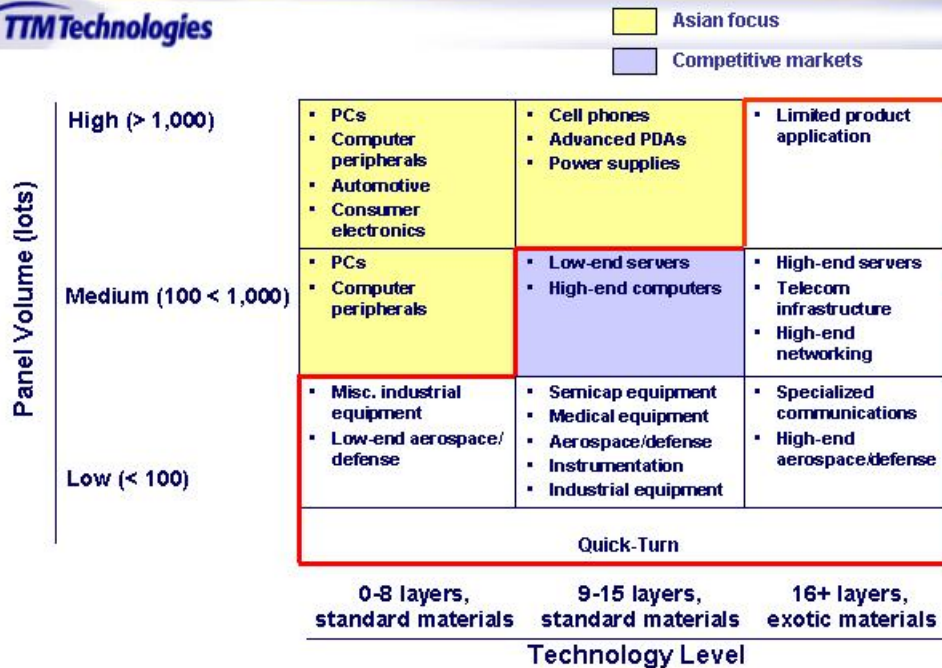 TTM Technologies
Asian focus
Competitive markets
Panel Volume (lots)
High (> 1,000)
▪ PCs
▪ Computer
peripherals
▪ Automotive
▪ Consumer
electronics
▪ Cell phones
▪ Advanced PDAs
▪ Power supplies
▪ Limited product
application
Medium (100 < 1,000)
▪ PCs
▪ Computer
peripherals
▪ Low-end servers
▪ High-end computers
▪ High-end servers
▪ Telecom
infrastructure
▪ High-end
networking
Low (< 100)
▪ Misc. industrial
equipment
▪ Low-end aerospace/
defense
▪ Semicap equipment
▪ Medical equipment
▪ Aerospace/defense
▪ Instrumentation
▪ Industrial equipment
▪ Specialized
communications
▪ High-end
aerospace/defense
Quick-Turn
0-8 layers,
standard materials
9-15 layers,
standard materials
16+ layers,
exotic materials
Technology Level